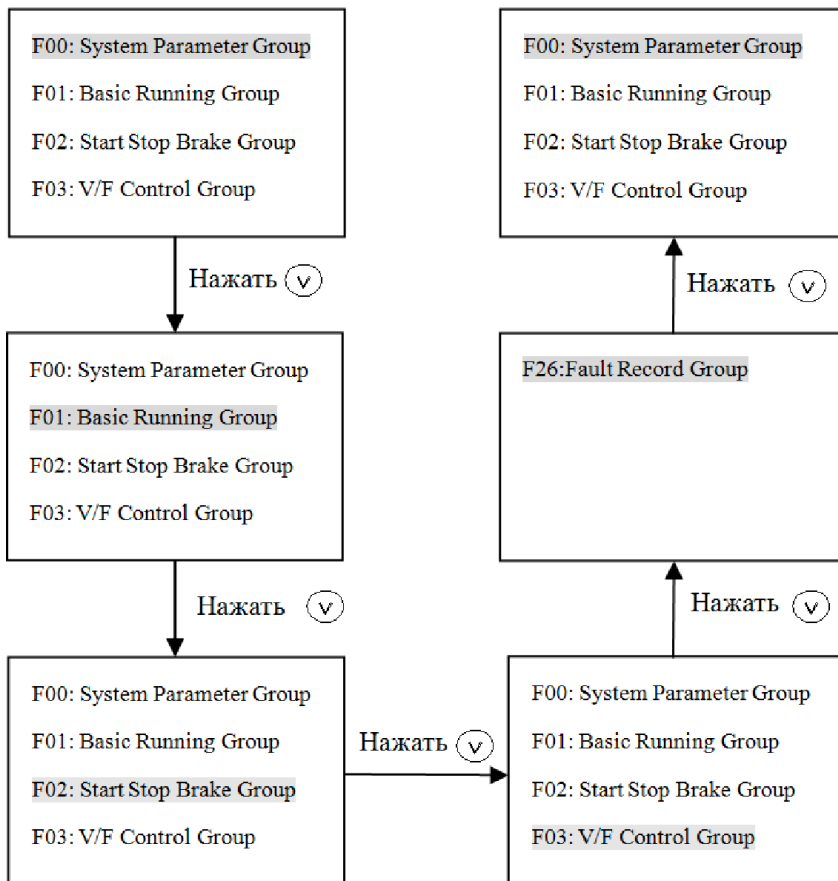 F00: System Parameter Group
F01: Basic Running Group
F02: Start Stop Brake Group
F03: V/F Control Group
Нажать v
F00: System Parameter Group
F01: Basic Running Group
F02: Start Stop Brake Group
F03: V/F Control Group
Нажать v
F00: System Parameter Group
F01: Basic Running Group
F02: Start Stop Brake Group
F03: V/F Control Group
Нажать v
F00: System Parameter Group
F01: Basic Running Group
F02: Start Stop Brake Group
F03: V/F Control Group
Нажать v
F26:Fault Record Group
Нажать v
F00: System Parameter Group
F01: Basic Running Group
F02: Start Stop Brake Group
F03: V/F Control Group